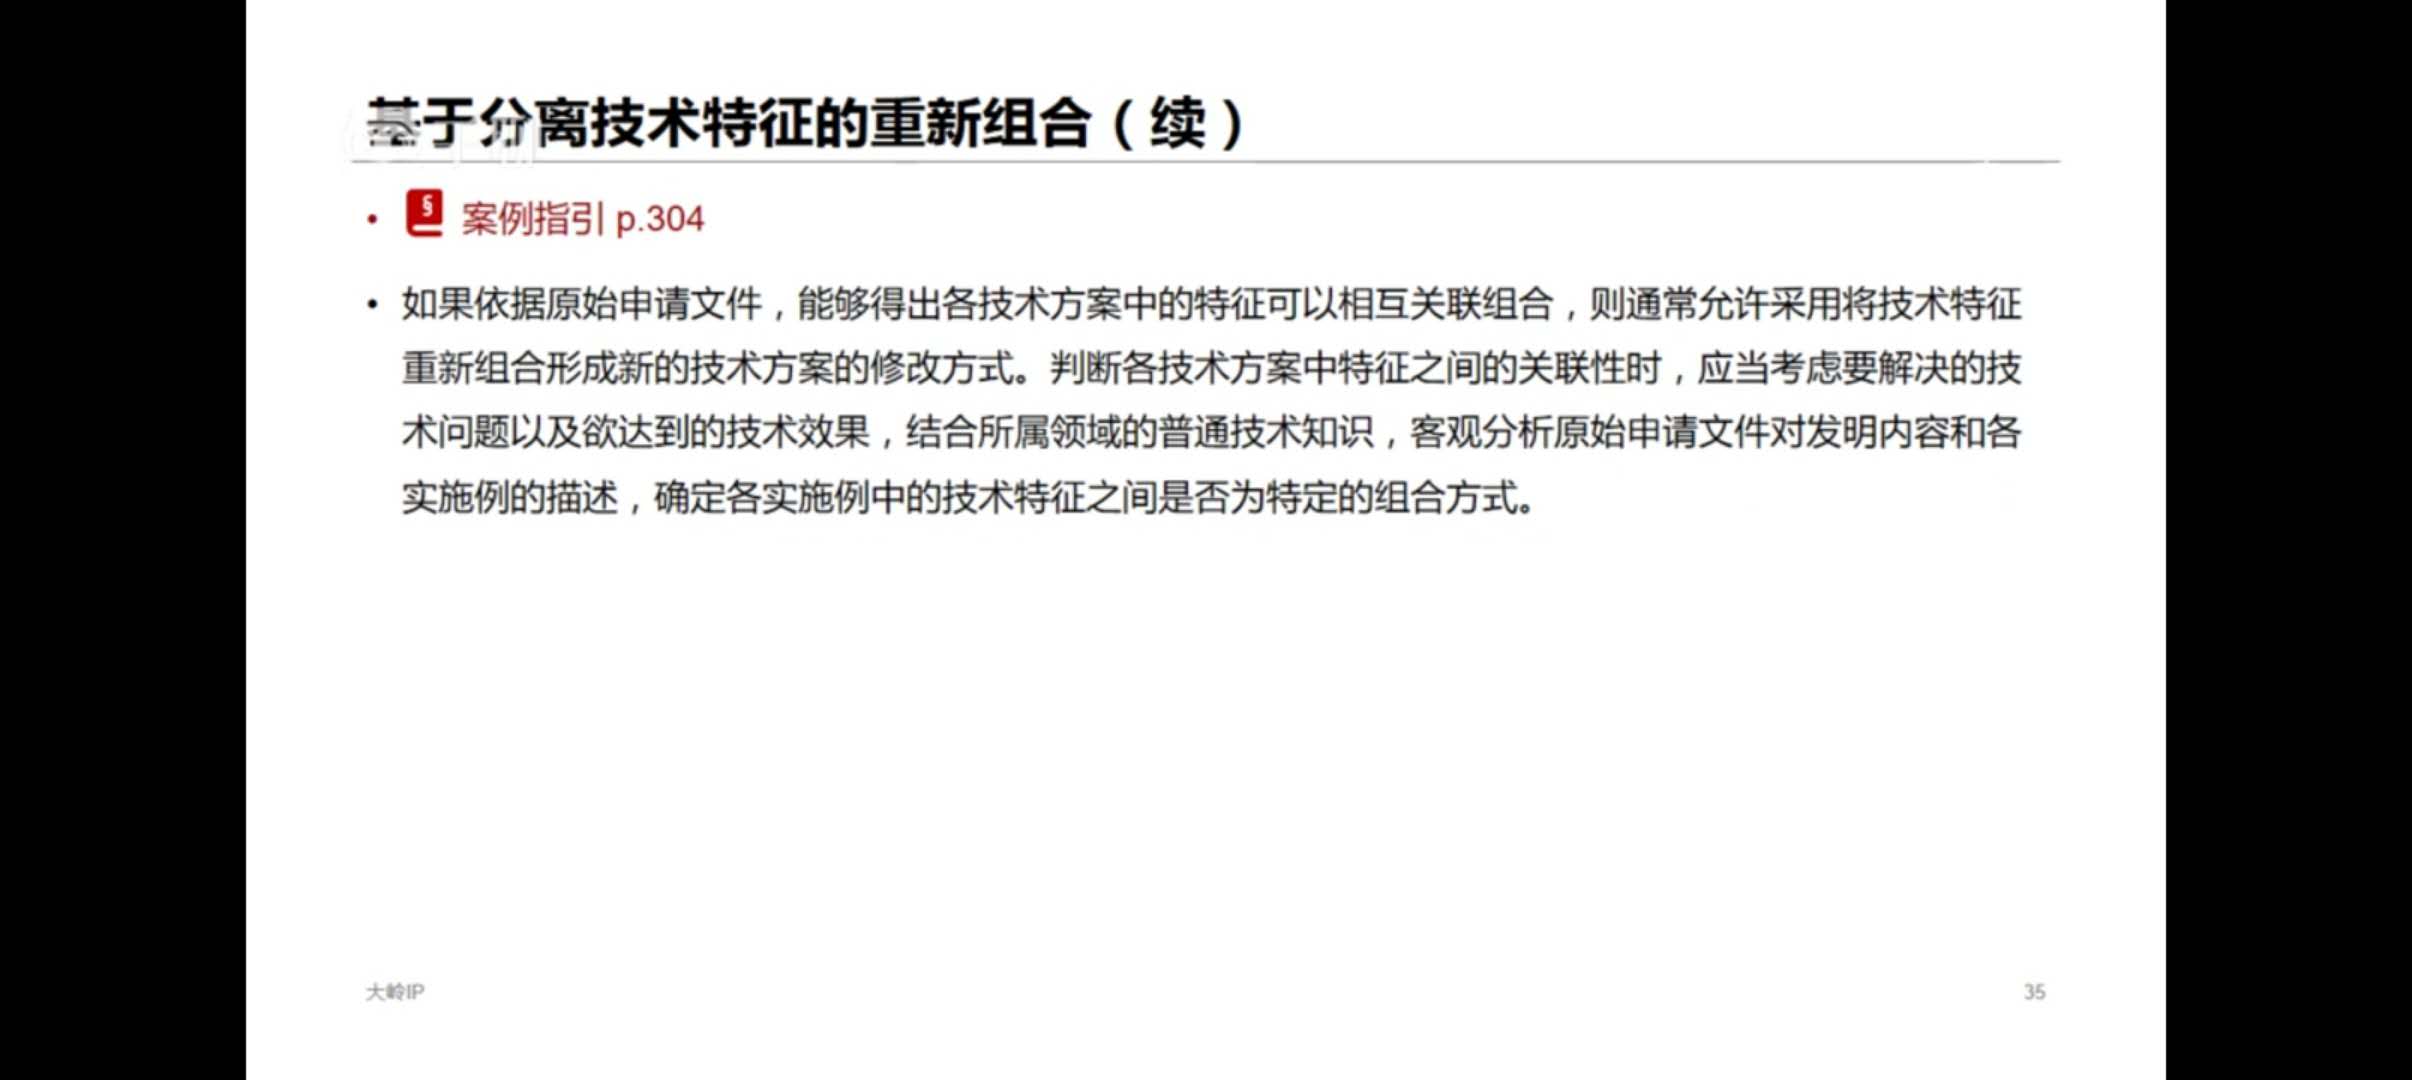 基于分离技术特征的重新组合（续）
• § 案例指引 p.304
• 如果依据原始申请文件，能够得出各技术方案中的特征可以相互关联组合，则通常允许采用将技术特征
重新组合形成新的技术方案的修改方式。判断各技术方案中特征之间的关联性时，应当考虑要解决的技
术问题以及欲达到的技术效果，结合所属领域的普通技术知识，客观分析原始申请文件对发明内容和各
实施例的描述，确定各实施例中的技术特征之间是否为特定的组合方式。
大岭IP
35